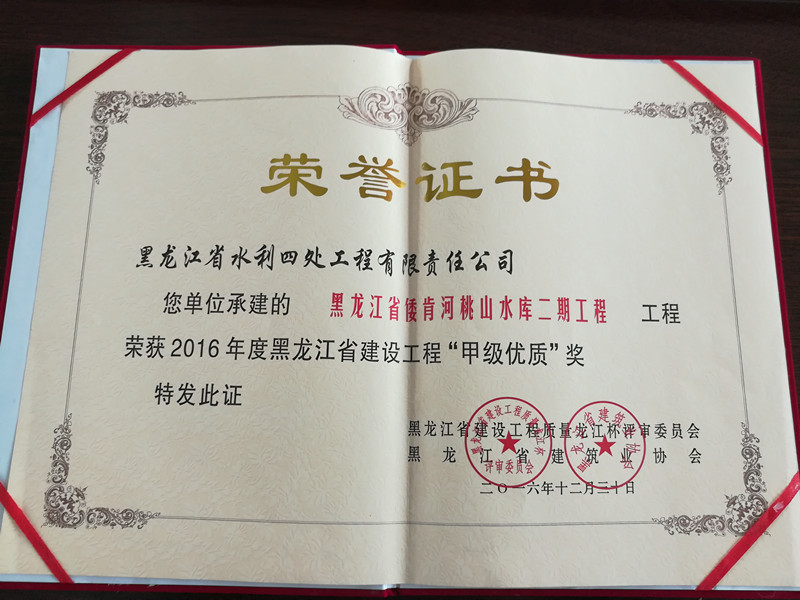 荣誉证书
黑龙江省水利四处工程有限责任公司
您单位承建的 黑龙江省倭肯河桃山水库二期工程 工程
荣获2016年度黑龙江省建设工程“甲级优质”奖
特发此证
黑龙江省建设工程质量龙江杯评审委员会
黑龙江省建筑业协会
二〇一六年十二月三十日
评审委员会